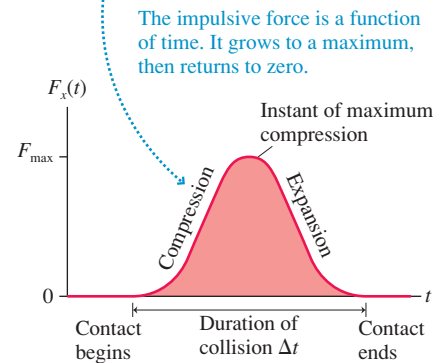 The impulsive force is a function
of time. It grows to a maximum,
then returns to zero.
Fₓ(t)
Instant of maximum
compression
Fmax
Compression
Expansion
0
t
Contact
begins
Duration of
collision Δt
Contact
ends